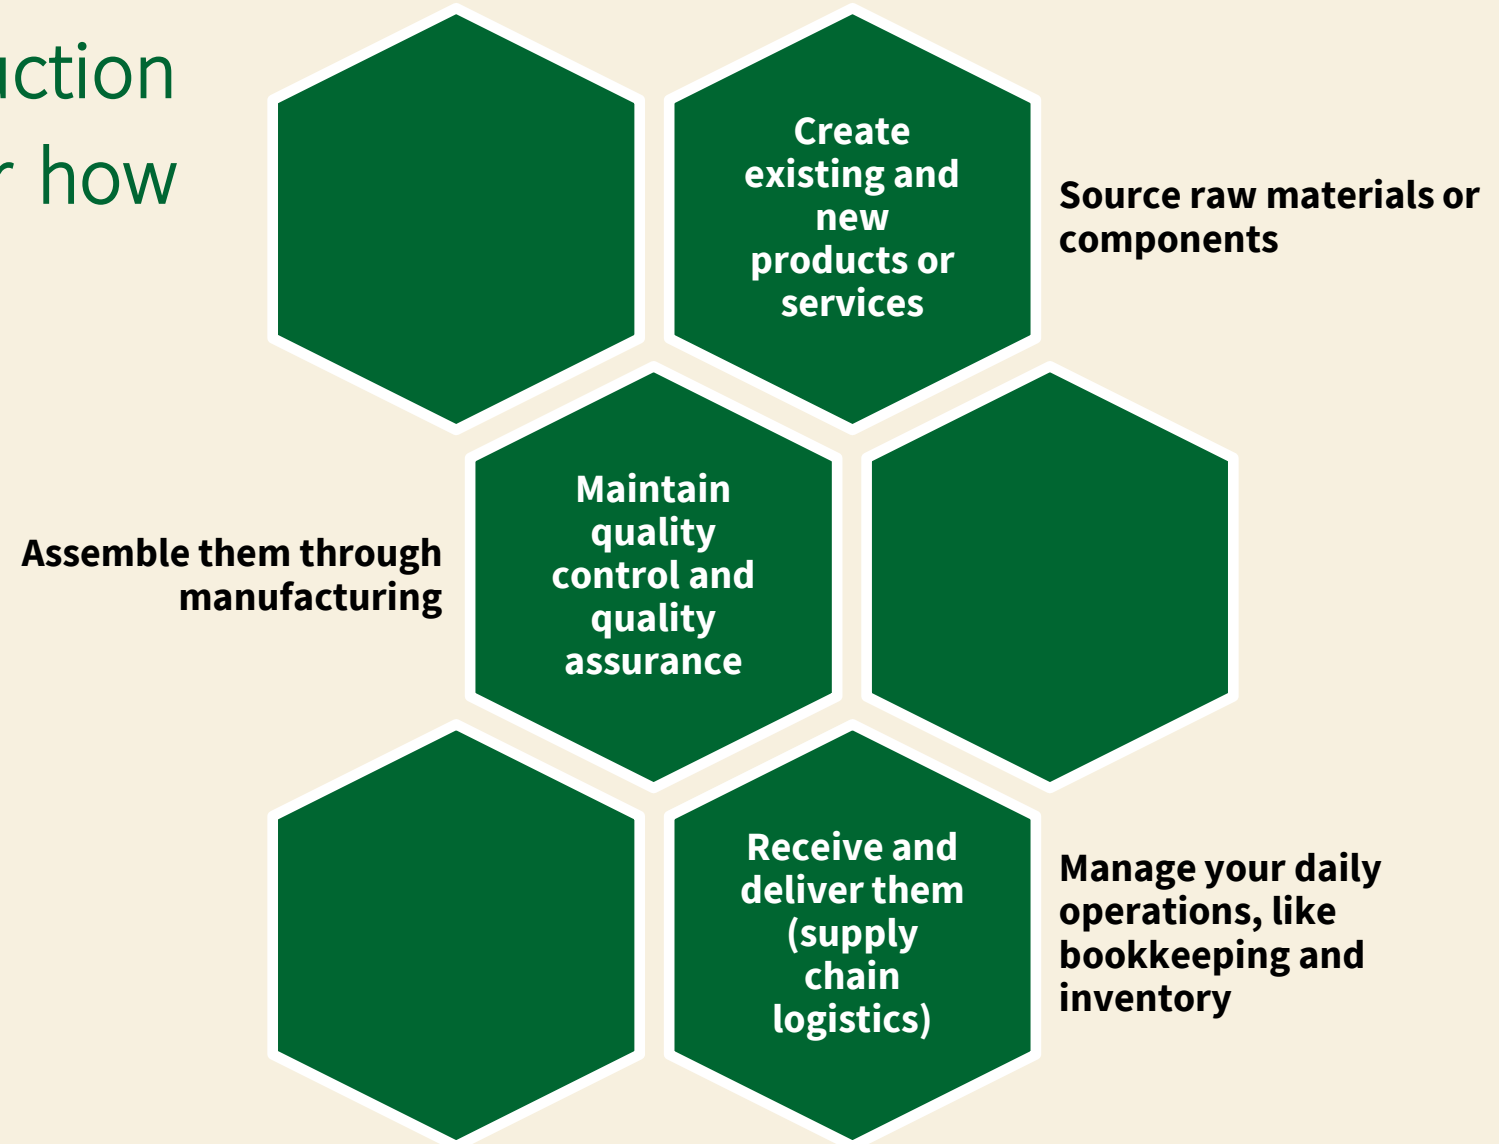 how
Create
existing and
new
products or
services
Source raw materials or
components
Assemble them through
manufacturing
Maintain
quality
control and
quality
assurance
Receive and
deliver them
(supply
chain
logistics)
Manage your daily
operations, like
bookkeeping and
inventory